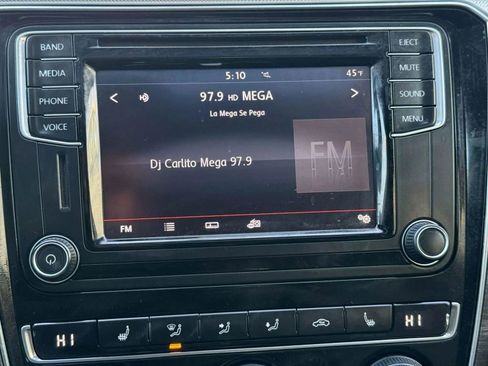 BAND
EJECT
5:10 45°F
MEDIA
MUTE
97.9 HD MEGA
La Mega Se Pega
PHONE
SOUND
VOICE
MENU
FM
Dj Carlito Mega 97.9
FM
HI
HI